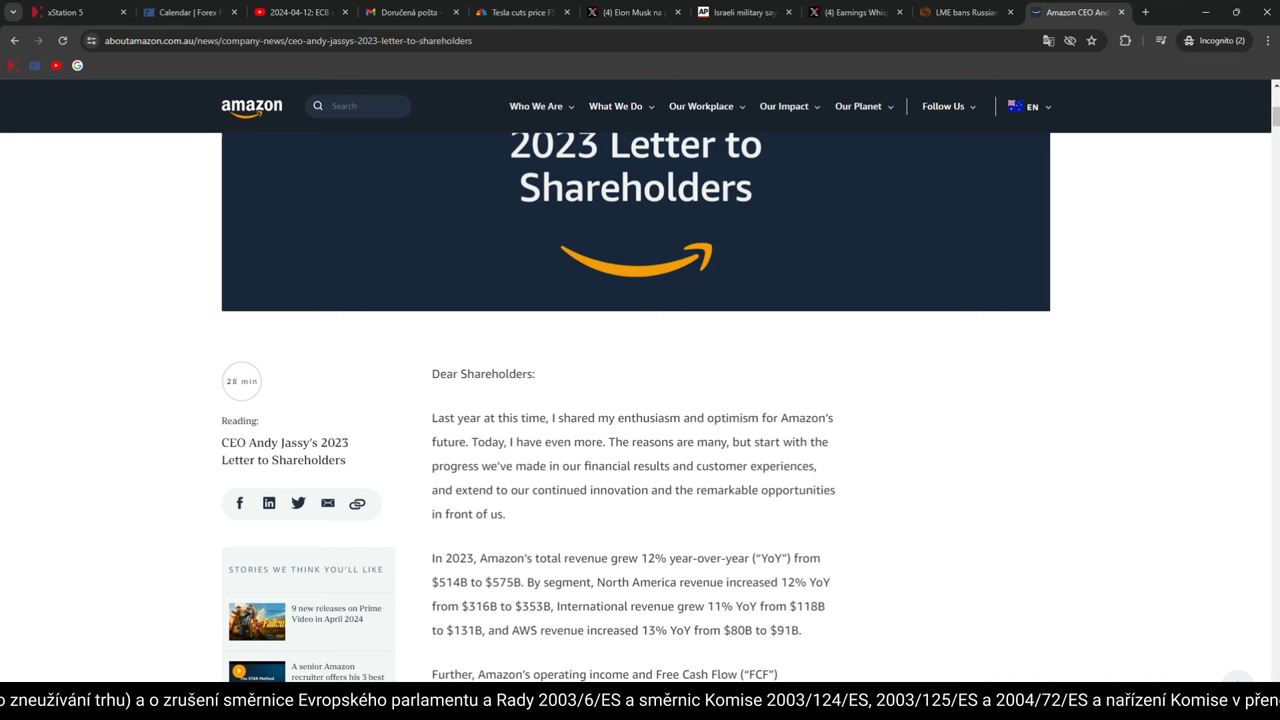 xStation 5
Calendar | Forex F
2024-04-12: ECB s
Doručená pošta -
Tesla cuts price FS
(4) Elon Musk na p
Israeli military say
(4) Earnings Whisp
LME bans Russian
Amazon CEO And
aboutamazon.com.au/news/company-news/ceo-andy-jassys-2023-letter-to-shareholders
Incognito (2)
amazon
Search
Who We Are
What We Do
Our Workplace
Our Impact
Our Planet
Follow Us
EN
2023 Letter to
Shareholders
28 min
Reading:
CEO Andy Jassy’s 2023
Letter to Shareholders
STORIES WE THINK YOU'LL LIKE
9 new releases on Prime
Video in April 2024
A senior Amazon
recruiter offers his 3 best
Dear Shareholders:
Last year at this time, I shared my enthusiasm and optimism for Amazon’s
future. Today, I have even more. The reasons are many, but start with the
progress we’ve made in our financial results and customer experiences,
and extend to our continued innovation and the remarkable opportunities
in front of us.
In 2023, Amazon’s total revenue grew 12% year-over-year (“YoY”) from
$514B to $575B. By segment, North America revenue increased 12% YoY
from $316B to $353B, International revenue grew 11% YoY from $118B
to $131B, and AWS revenue increased 13% YoY from $80B to $91B.
Further, Amazon’s operating income and Free Cash Flow (“FCF”)
o zneužívání trhu) a o zrušení směrnice Evropského parlamentu a Rady 2003/6/ES a směrnic Komise 2003/124/ES, 2003/125/ES a 2004/72/ES a nařízení Komise v přen